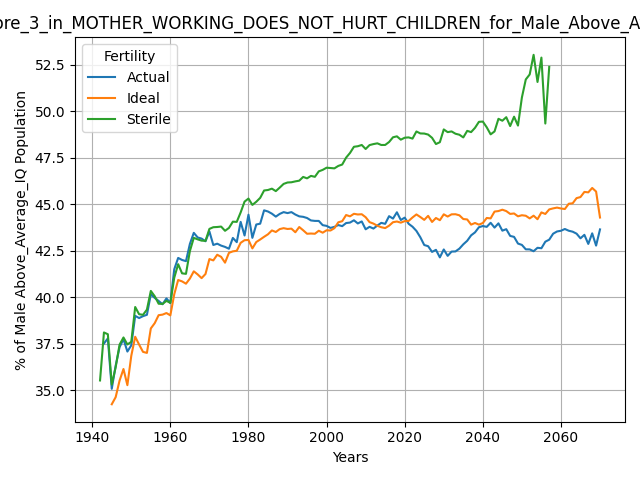 ore_3_in_MOTHER_WORKING_DOES_NOT_HURT_CHILDREN_for_Male_Above_A
Fertility
Actual
Ideal
Sterile
% of Male Above_Average_IQ Population
52.5
50.0
47.5
45.0
42.5
40.0
37.5
35.0
1940
1960
1980
2000
2020
2040
2060
Years